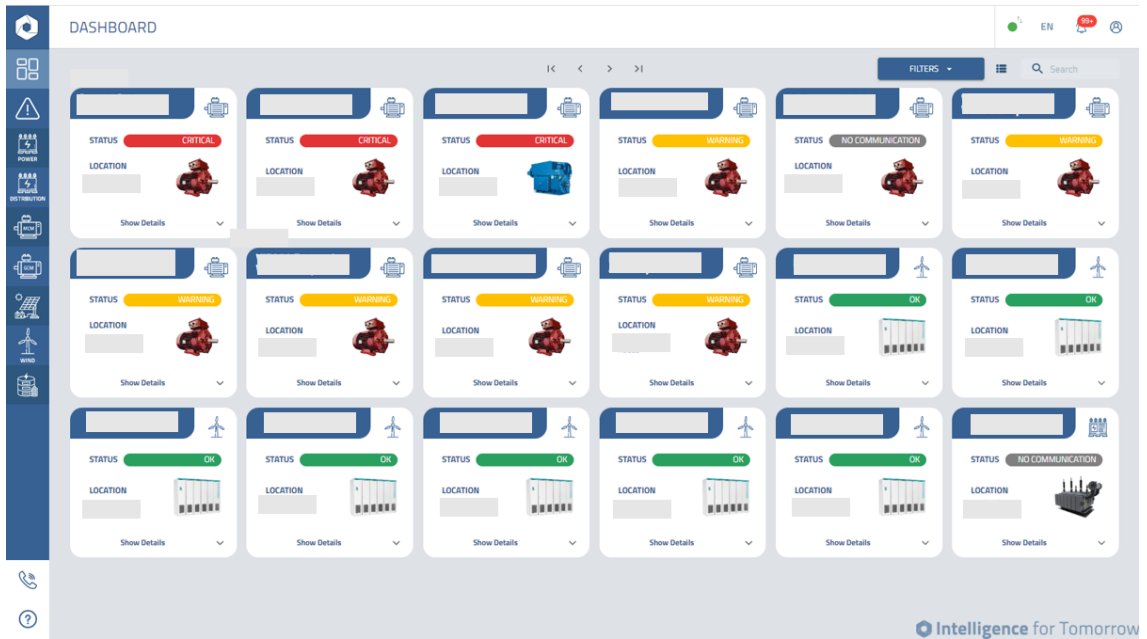 DASHBOARD
EN
99+
FILTERS
Search
STATUS CRITICAL
STATUS CRITICAL
STATUS CRITICAL
STATUS WARNING
STATUS NO COMMUNICATION
STATUS WARNING
LOCATION
LOCATION
LOCATION
LOCATION
LOCATION
LOCATION
Show Details
Show Details
Show Details
Show Details
Show Details
Show Details
POWER
DISTRIBUTION
MCM
GCM
WIND
STATUS WARNING
STATUS WARNING
STATUS WARNING
STATUS WARNING
STATUS OK
STATUS OK
LOCATION
LOCATION
LOCATION
LOCATION
LOCATION
LOCATION
Show Details
Show Details
Show Details
Show Details
Show Details
Show Details
STATUS OK
STATUS OK
STATUS OK
STATUS OK
STATUS OK
STATUS NO COMMUNICATION
LOCATION
LOCATION
LOCATION
LOCATION
LOCATION
LOCATION
Show Details
Show Details
Show Details
Show Details
Show Details
Show Details
Intelligence for Tomorrow